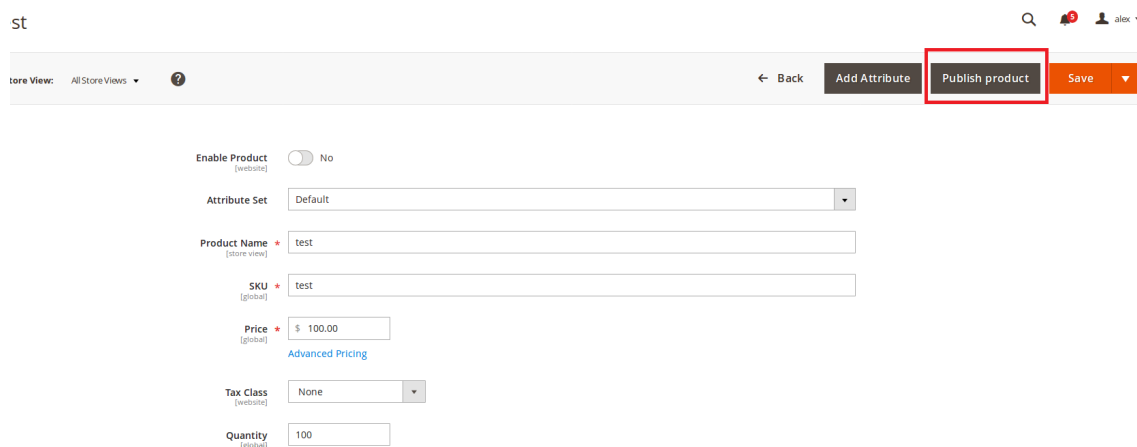 st
5
alex
tore View: All Store Views
?
← Back Add Attribute Publish product Save
Enable Product No
[website]
Attribute Set Default
Product Name * test
[store view]
SKU * test
[global]
Price * $ 100.00
[global]
Advanced Pricing
Tax Class None
[website]
Quantity 100
[global]